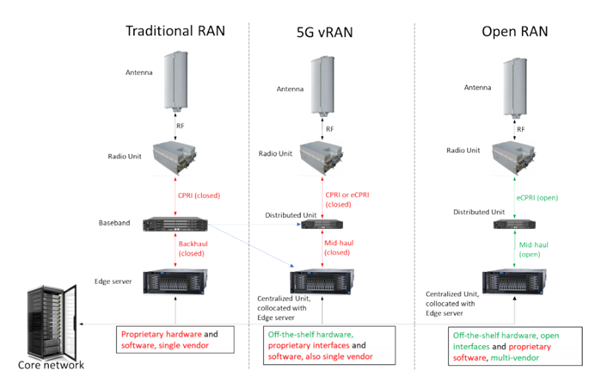 Traditional RAN
Antenna
RF
Radio Unit
CPRI (closed)
Baseband
Backhaul
(closed)
Edge server
Proprietary hardware and
software, single vendor
5G vRAN
Antenna
RF
Radio Unit
CPRI or eCPRI
(closed)
Distributed Unit
Mid-haul
(closed)
Centralized Unit,
collocated with
Edge server
Off-the-shelf hardware,
proprietary interfaces and
software, also single vendor
Open RAN
Antenna
RF
Radio Unit
eCPRI (open)
Distributed Unit
Mid-haul
(open)
Centralized Unit,
collocated with
Edge server
Off-the-shelf hardware, open
interfaces and proprietary
software, multi-vendor
Core network